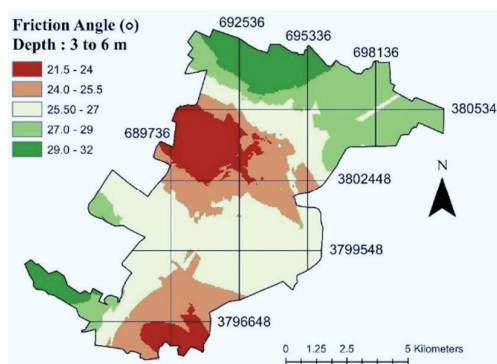 Friction Angle (o)
Depth : 3 to 6 m
21.5 - 24
24.0 - 25.5
25.50 - 27
27.0 - 29
29.0 - 32
692536
695336
698136
380534
689736
3802448
N
3799548
3796648
0 1.25 2.5 5 Kilometers